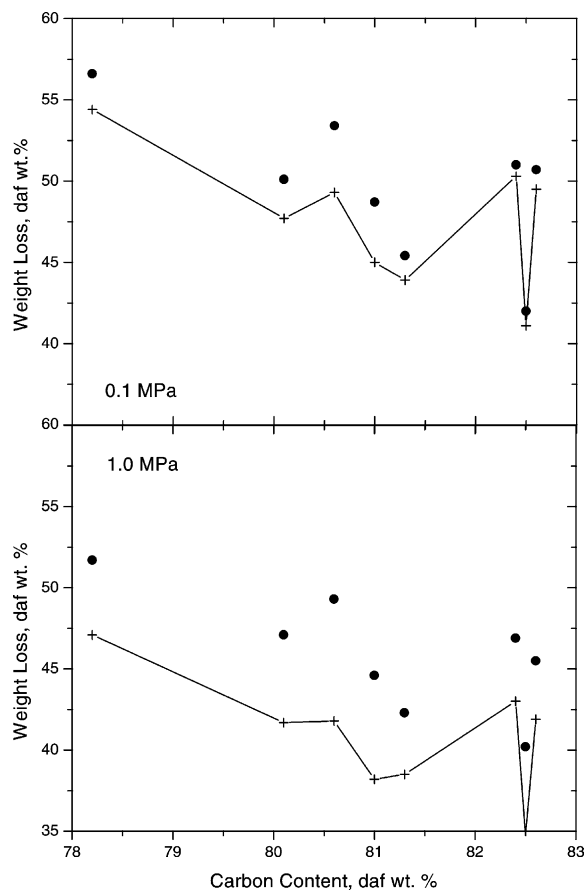 60
55
50
45
40
Weight Loss, daf wt.%
0.1 MPa
60
1.0 MPa
55
50
45
40
35
Weight Loss, daf wt. %
78 79 80 81 82 83
Carbon Content, daf wt. %